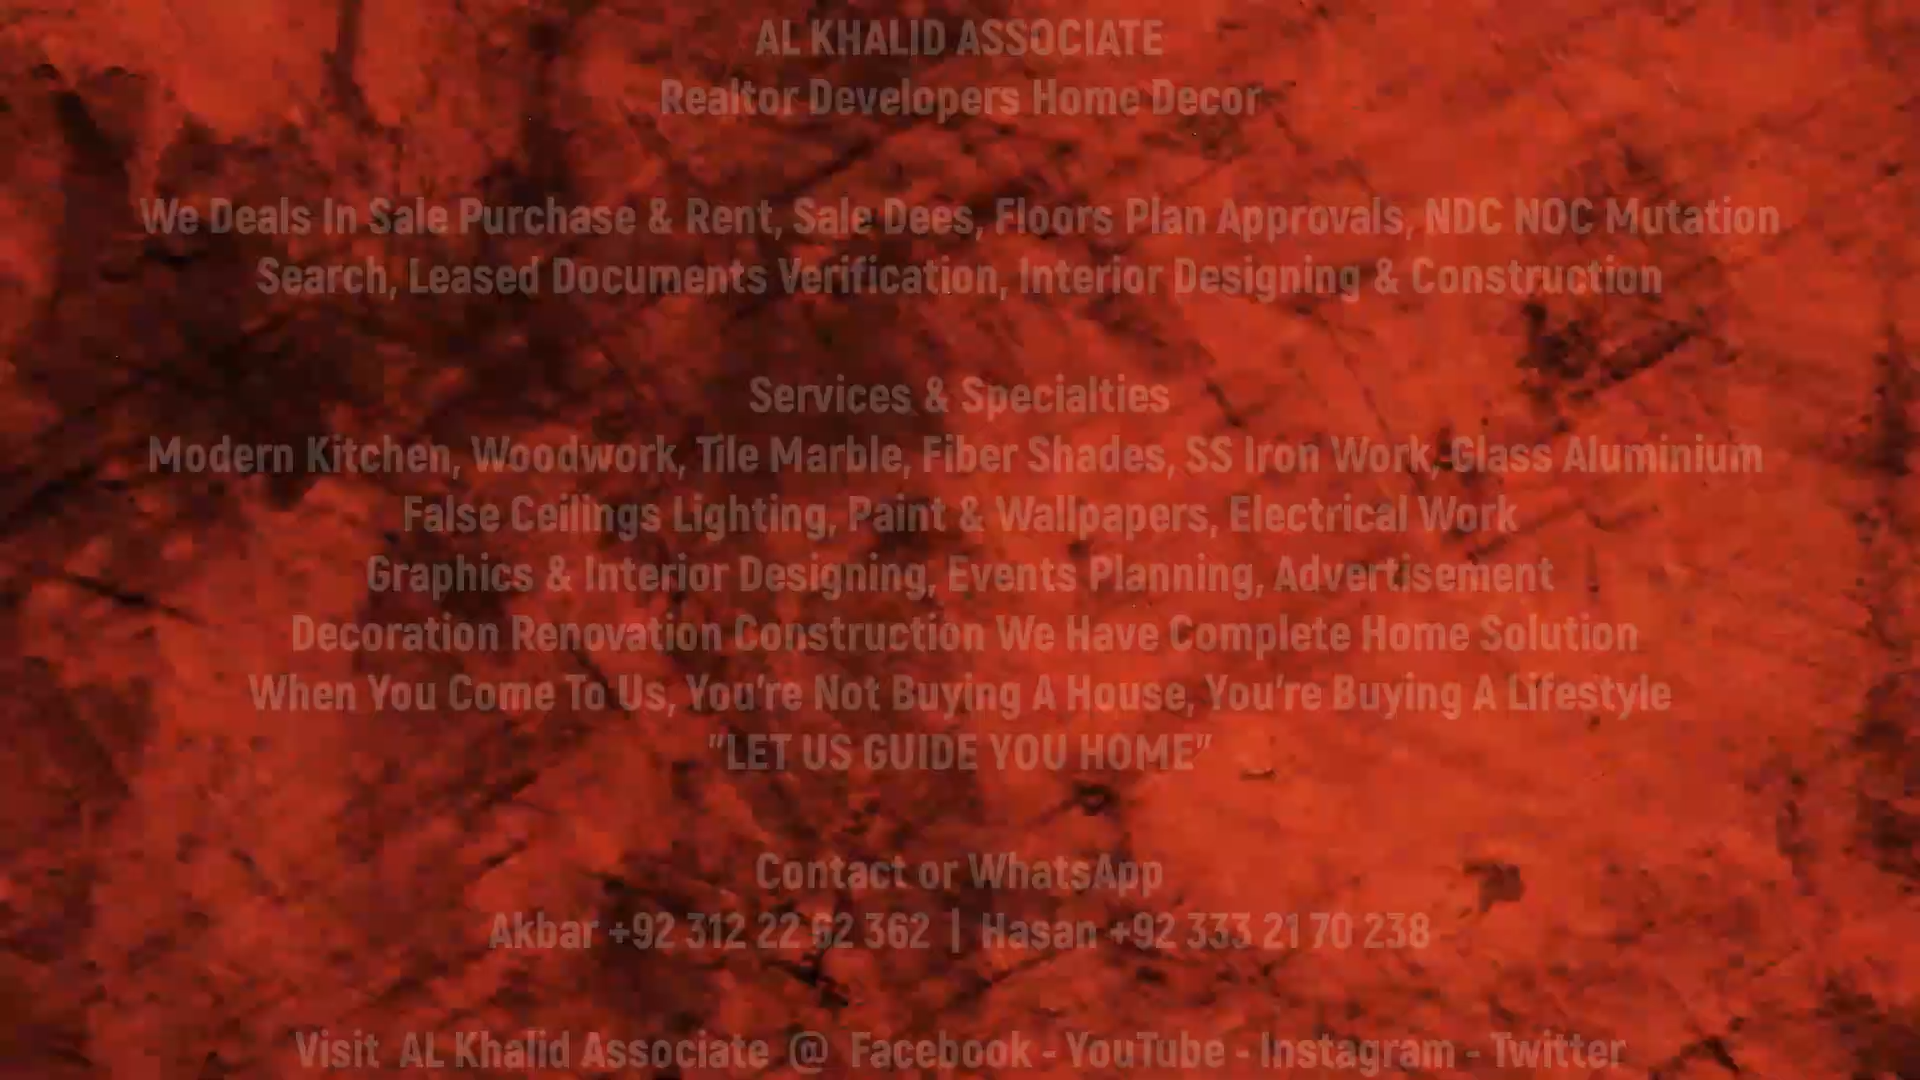 AL KHALID ASSOCIATE
Realtor Developers Home Decor
We Deals In Sale Purchase & Rent, Sale Dees, Floors Plan Approvals, NDC NOC Mutation
Search, Leased Documents Verification, Interior Designing & Construction
Services & Specialties
Modern Kitchen, Woodwork, Tile Marble, Fiber Shades, SS Iron Work, Glass Aluminium
False Ceilings Lighting, Paint & Wallpapers, Electrical Work
Graphics & Interior Designing, Events Planning, Advertisement
Decoration Renovation Construction We Have Complete Home Solution
When You Come To Us, You’re Not Buying A House, You’re Buying A Lifestyle
”LET US GUIDE YOU HOME”
Contact or WhatsApp
Akbar +92 312 22 62 362 | Hasan +92 333 21 70 238
Visit AL Khalid Associate @ Facebook - YouTube - Instagram - Twitter